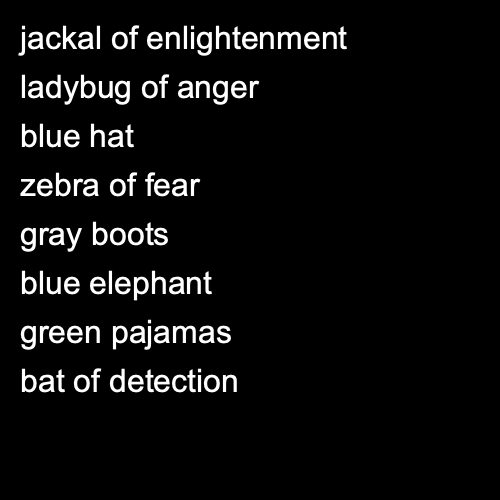 jackal of enlightenment
ladybug of anger
blue hat
zebra of fear
gray boots
blue elephant
green pajamas
bat of detection